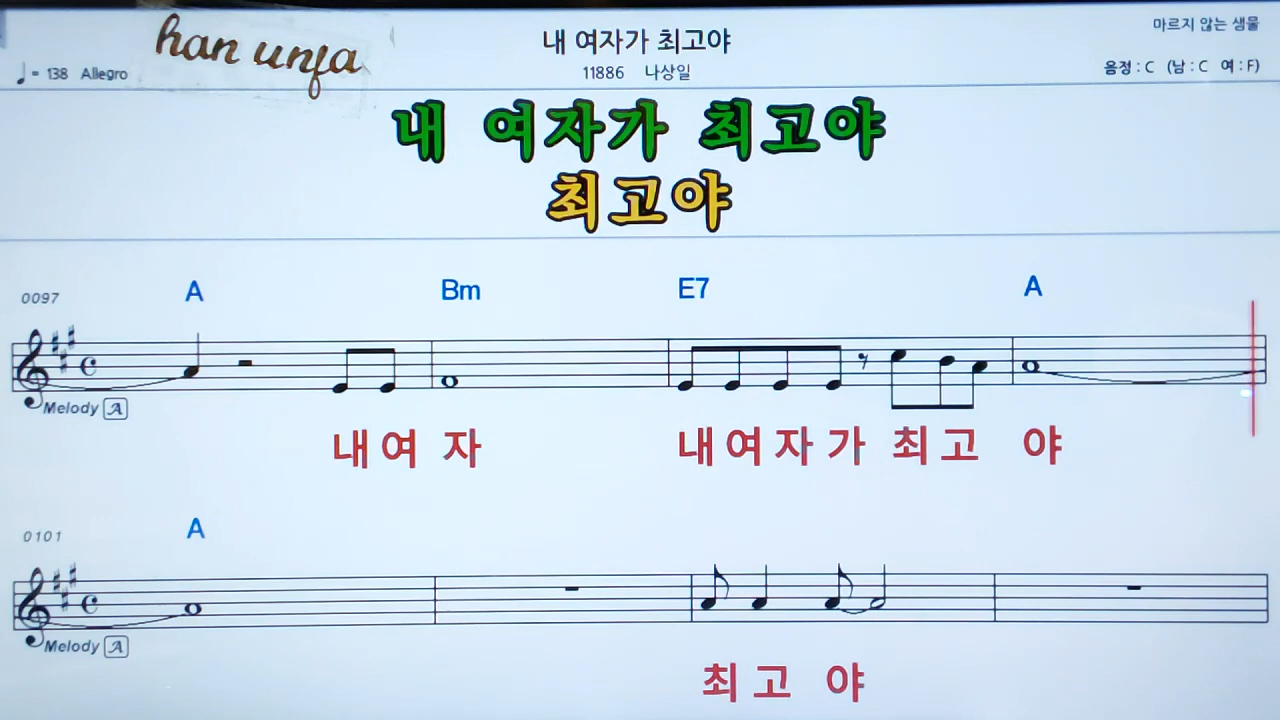 han unfa
내 여자가 최고야
마르지 않는 샘물
♩= 138 Allegro
11886 나상일
음정 : C (남 : C 여 : F)
내 여자가 최고야
최고야
0097 A Bm E7 A
Melody A
내 여 자 내 여 자 가 최 고 야
0101 A
Melody A
최 고 야